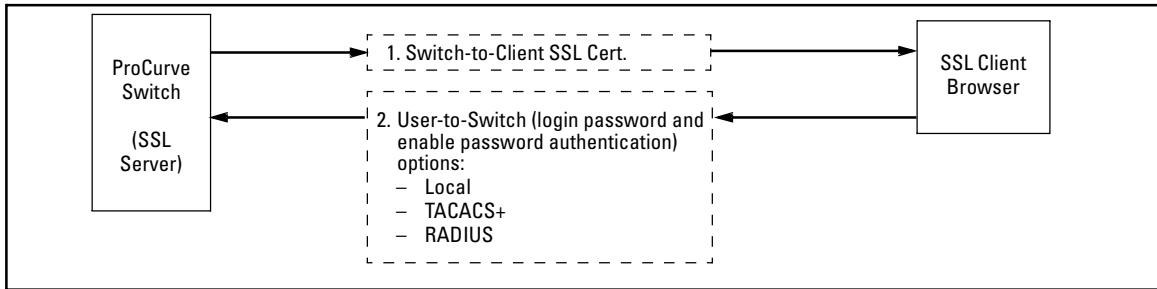 ProCurve
Switch
(SSL
Server)
1. Switch-to-Client SSL Cert.
2. User-to-Switch (login password and
enable password authentication)
options:
– Local
– TACACS+
– RADIUS
SSL Client
Browser